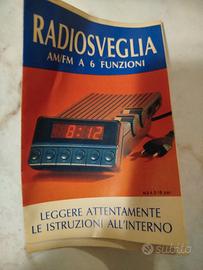 RADIOSVEGLIA
AM/FM A 6 FUNZIONI
8:12
LEGGERE ATTENTAMENTE
LE ISTRUZIONI ALL'INTERNO
subito